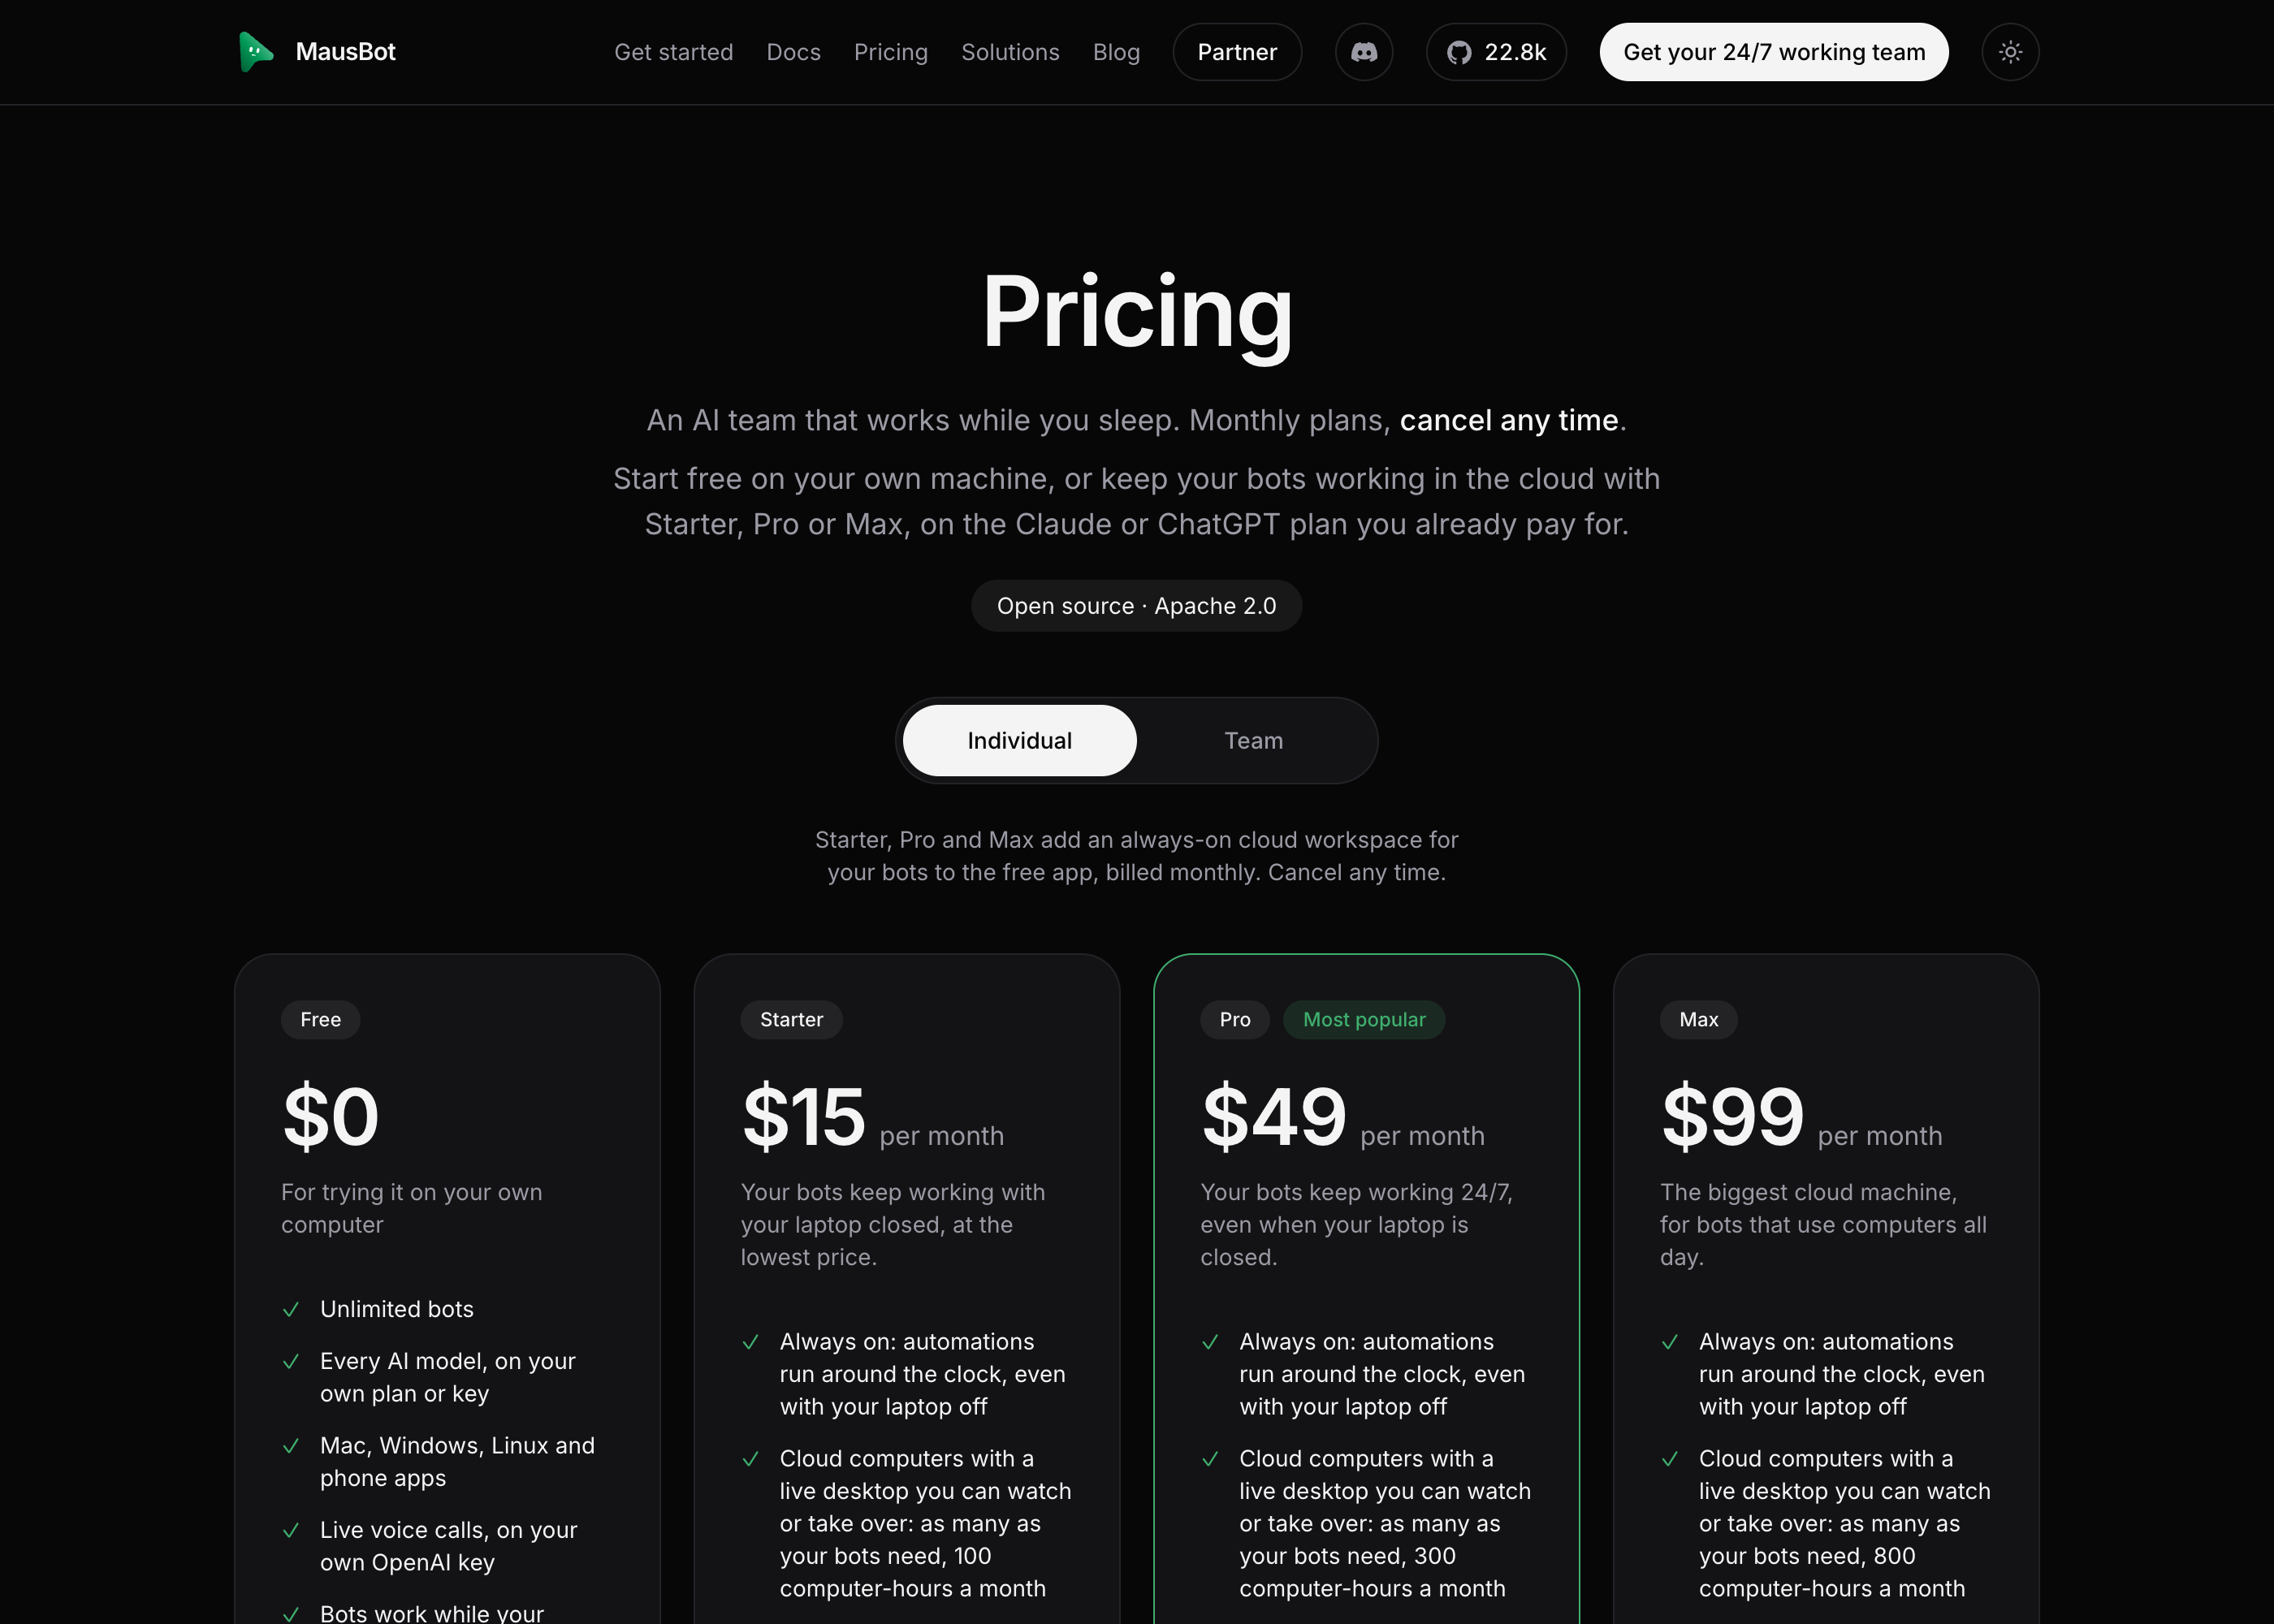 MausBot
Get started
Docs
Pricing
Solutions
Blog
Partner
22.8k
Get your 24/7 working team
Pricing
An AI team that works while you sleep. Monthly plans, cancel any time.
Start free on your own machine, or keep your bots working in the cloud with
Starter, Pro or Max, on the Claude or ChatGPT plan you already pay for.
Open source · Apache 2.0
Individual
Team
Starter, Pro and Max add an always-on cloud workspace for
your bots to the free app, billed monthly. Cancel any time.
Free
$0
For trying it on your own
computer
Unlimited bots
Every AI model, on your
own plan or key
Mac, Windows, Linux and
phone apps
Live voice calls, on your
own OpenAI key
Bots work while your
Starter
$15 per month
Your bots keep working with
your laptop closed, at the
lowest price.
Always on: automations
run around the clock, even
with your laptop off
Cloud computers with a
live desktop you can watch
or take over: as many as
your bots need, 100
computer-hours a month
Pro
Most popular
$49 per month
Your bots keep working 24/7,
even when your laptop is
closed.
Always on: automations
run around the clock, even
with your laptop off
Cloud computers with a
live desktop you can watch
or take over: as many as
your bots need, 300
computer-hours a month
Max
$99 per month
The biggest cloud machine,
for bots that use computers all
day.
Always on: automations
run around the clock, even
with your laptop off
Cloud computers with a
live desktop you can watch
or take over: as many as
your bots need, 800
computer-hours a month